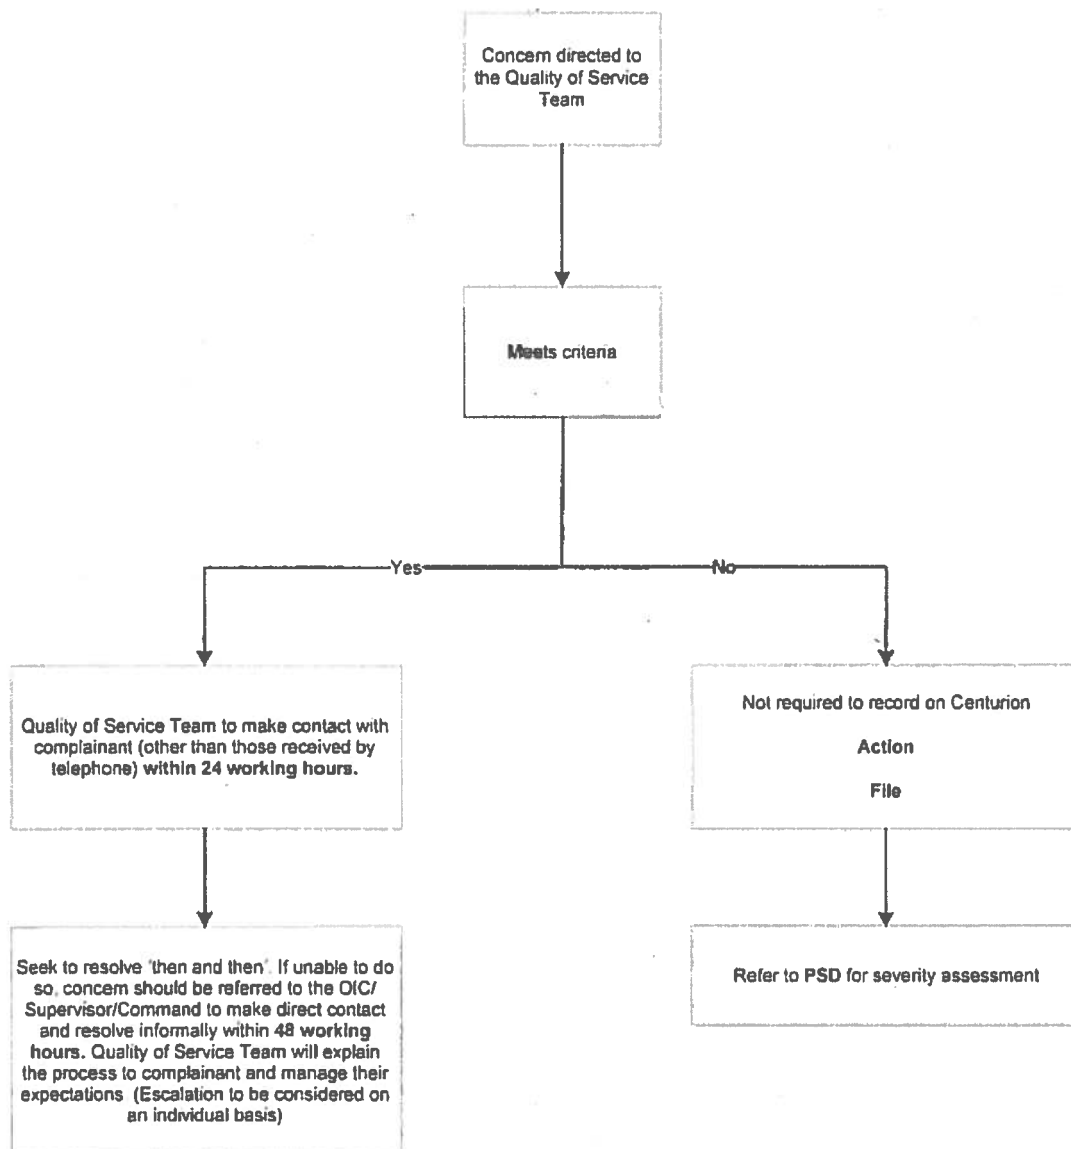 Concern directed to
the Quality of Service
Team
Meets criteria
Yes
No
Quality of Service Team to make contact with
complainant (other than those received by
telephone) within 24 working hours.
Not required to record on Centurion
Action
File
Seek to resolve 'then and then'. If unable to do
so, concern should be referred to the OIC/
Supervisor/Command to make direct contact
and resolve informally within 48 working
hours. Quality of Service Team will explain
the process to complainant and manage their
expectations (Escalation to be considered on
an individual basis)
Refer to PSD for severity assessment